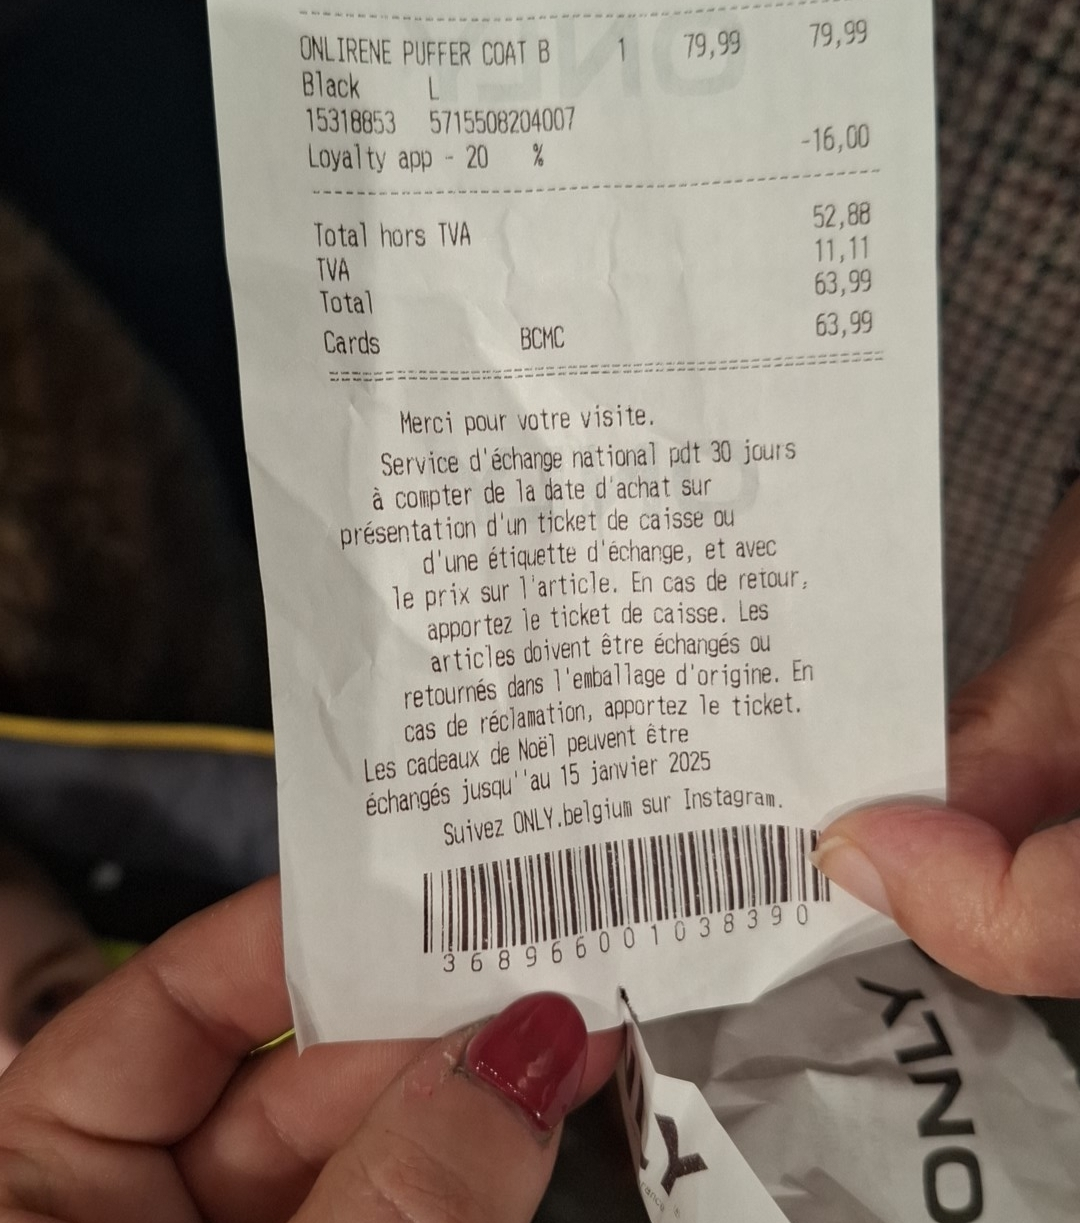 ONLIRENE PUFFER COAT B 1 79,99 79,99
Black L
15318853 5715508204007
Loyalty app - 20 % -16,00
Total hors TVA 52,88
TVA 11,11
Total 63,99
Cards BCMC 63,99
Merci pour votre visite.
Service d'échange national pdt 30 jours
à compter de la date d'achat sur
présentation d'un ticket de caisse ou
d'une étiquette d'échange, et avec
le prix sur l'article. En cas de retour,
apportez le ticket de caisse. Les
articles doivent être échangés ou
retournés dans l'emballage d'origine. En
cas de réclamation, apportez le ticket.
Les cadeaux de Noël peuvent être
échangés jusqu''au 15 janvier 2025
Suivez ONLY.belgium sur Instagram.
368966001038390
ONLY